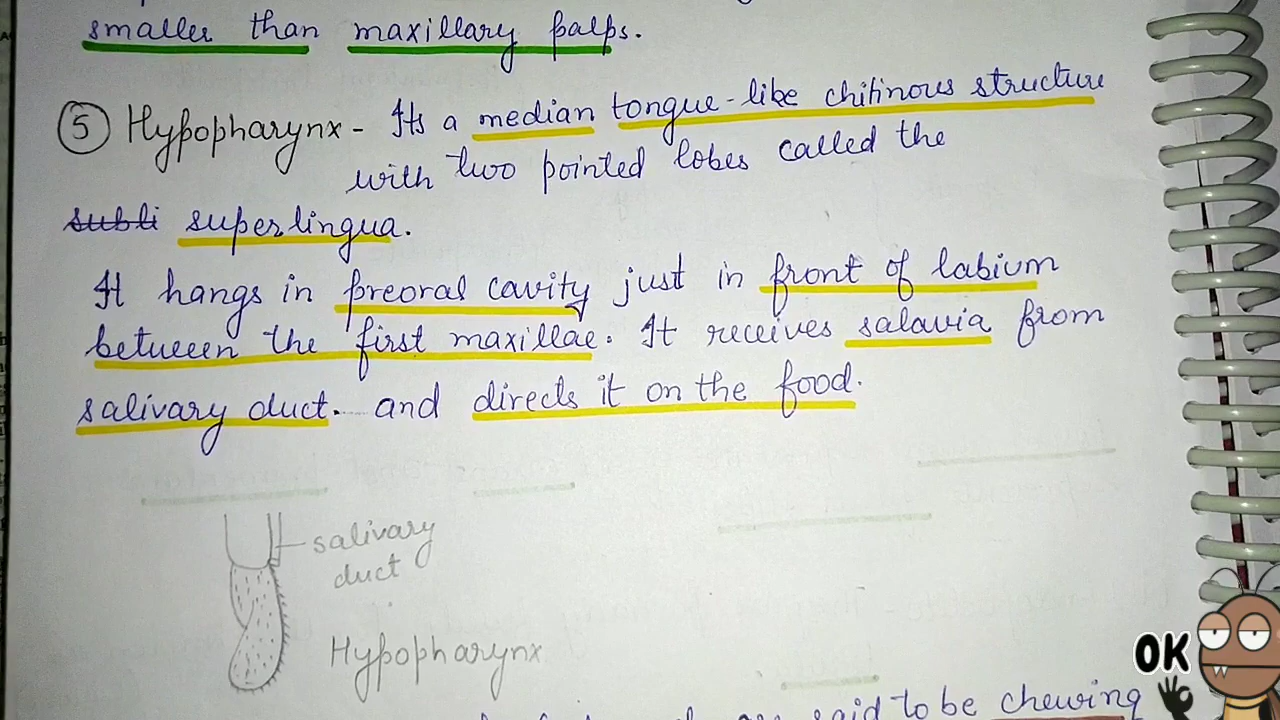 smaller than maxillary palps.
⑤ Hypopharynx - Its a median tongue-like chitinous structure
with two pointed lobes called the
subli superlingua.
It hangs in preoral cavity just in front of labium
between the first maxillae. It receives salavia from
salivary duct. and directs it on the food.
salivary
duct
Hypopharynx
OK
said to be chewing